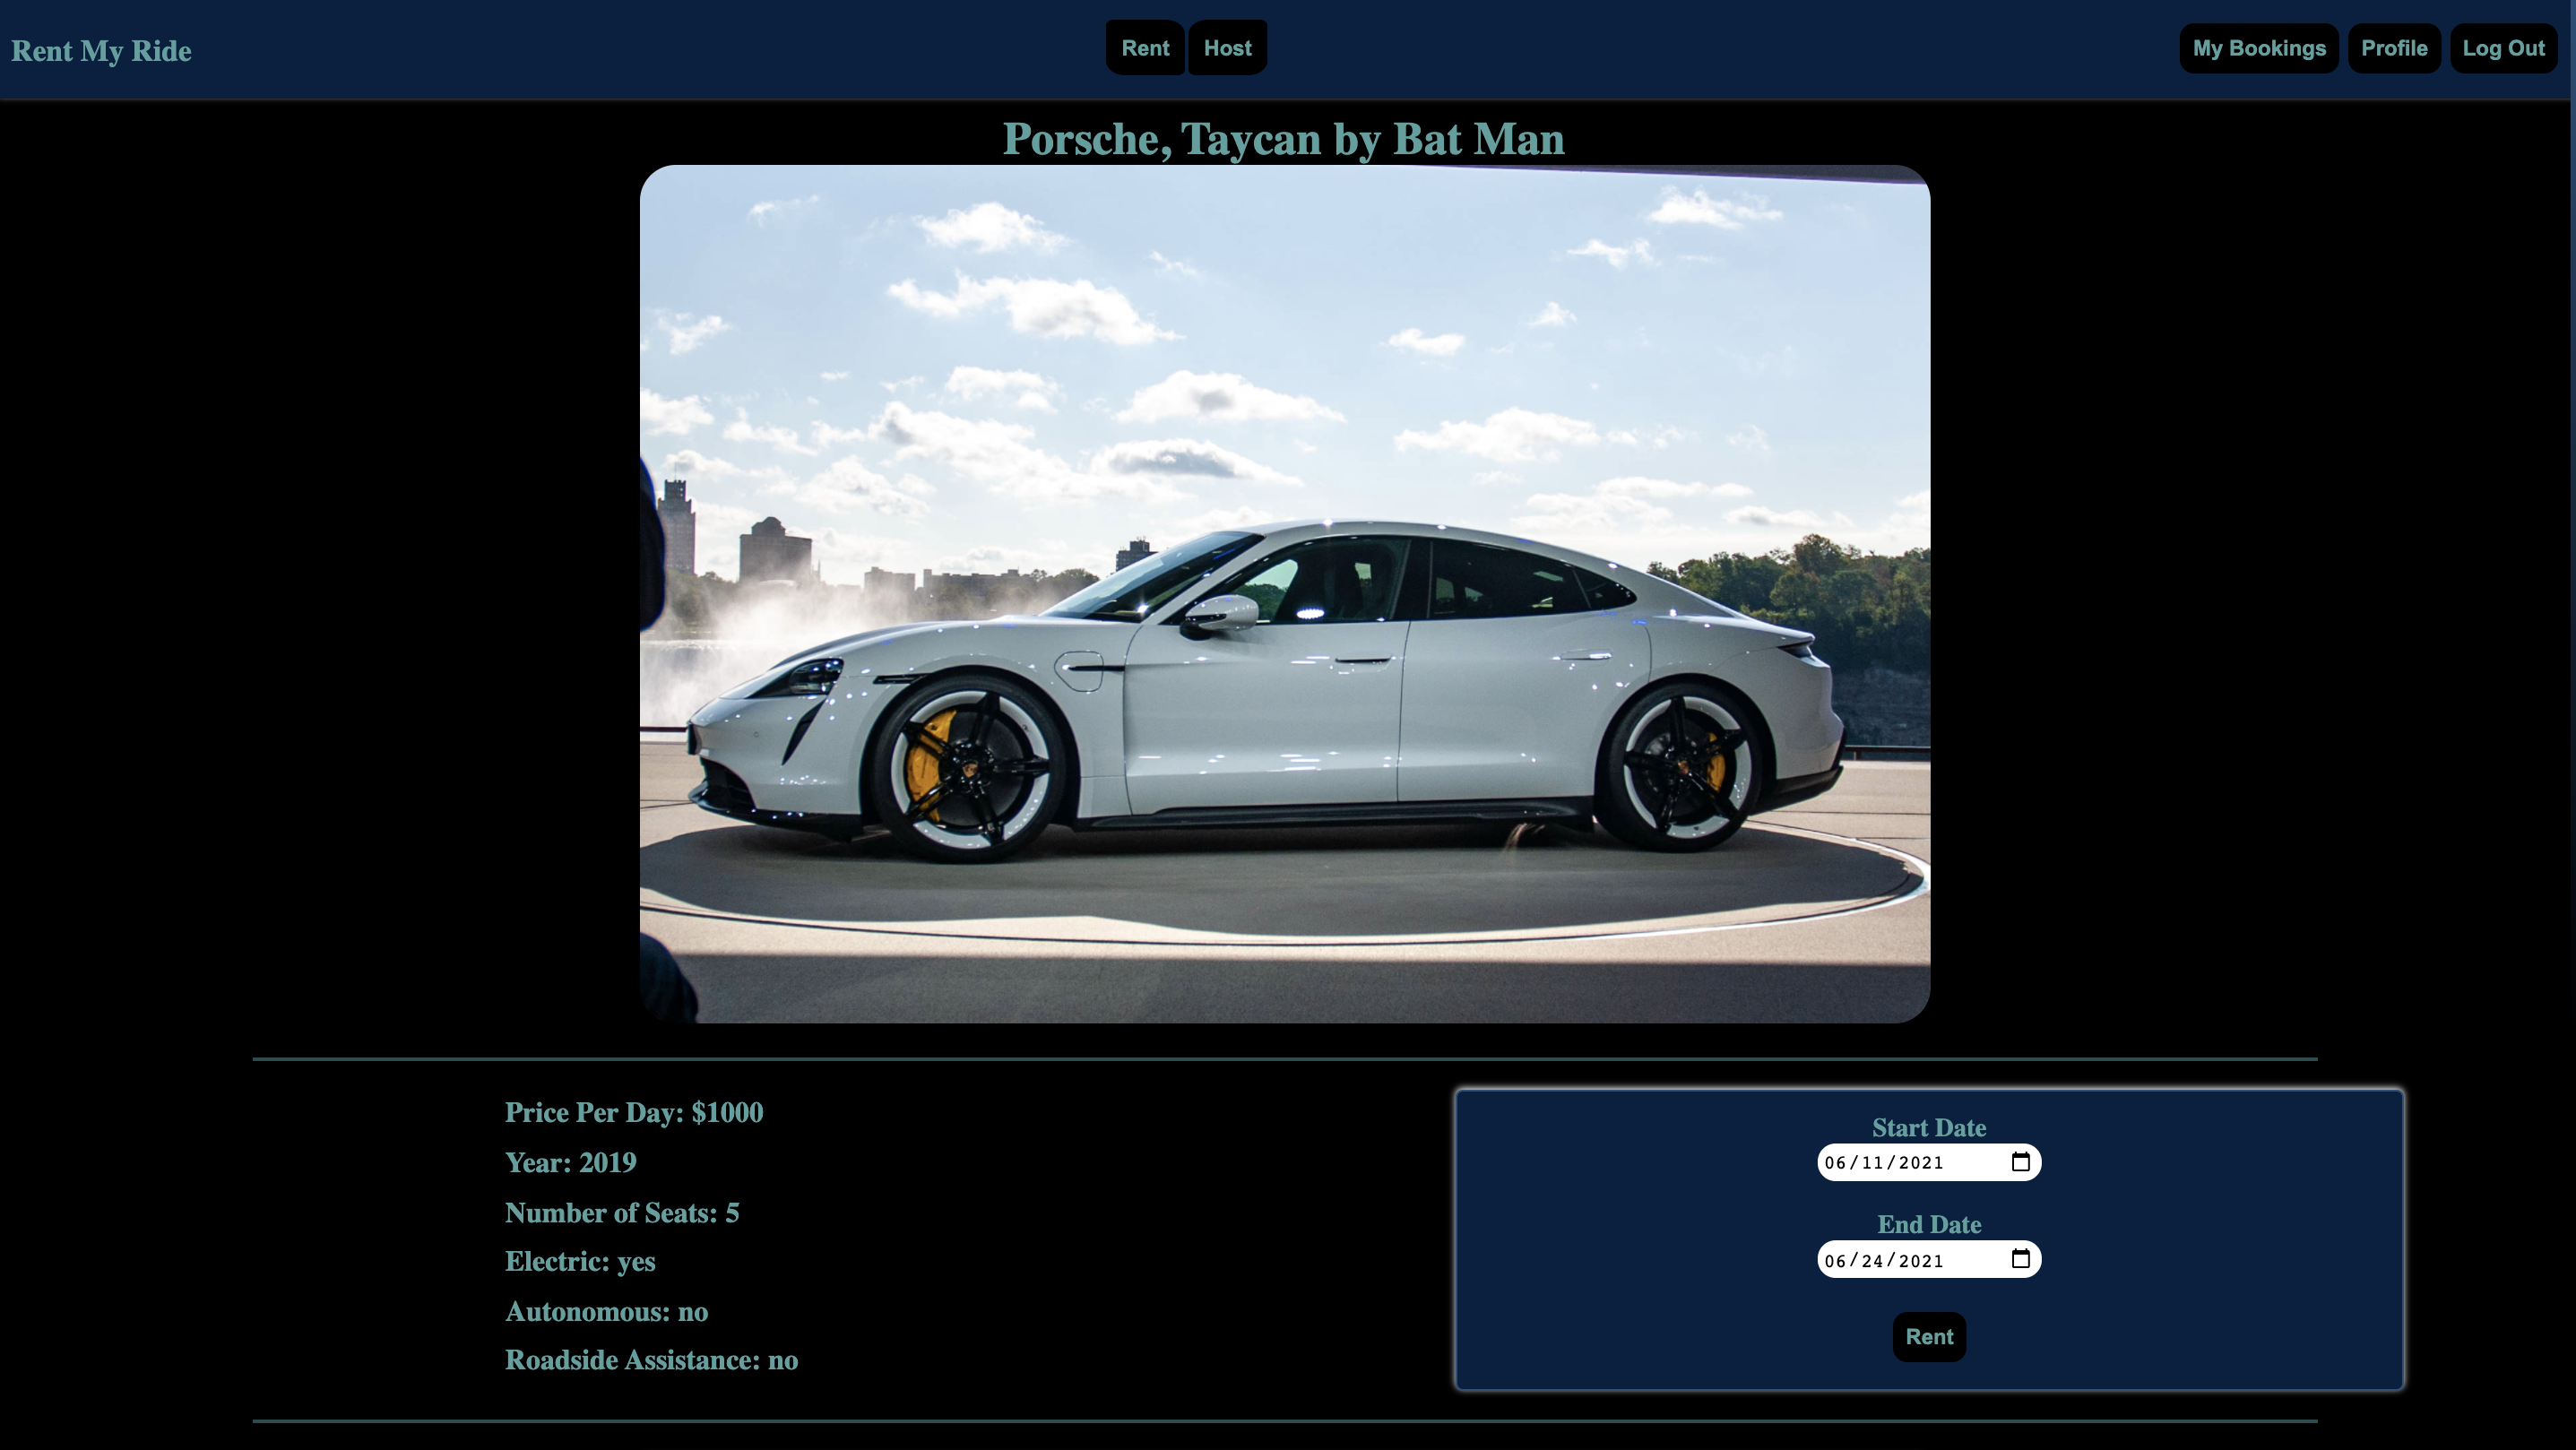 Rent My Ride
Rent Host
My Bookings Profile Log Out
Porsche, Taycan by Bat Man
Price Per Day: $1000
Year: 2019
Number of Seats: 5
Electric: yes
Autonomous: no
Roadside Assistance: no
Start Date
06/11/2021
End Date
06/24/2021
Rent